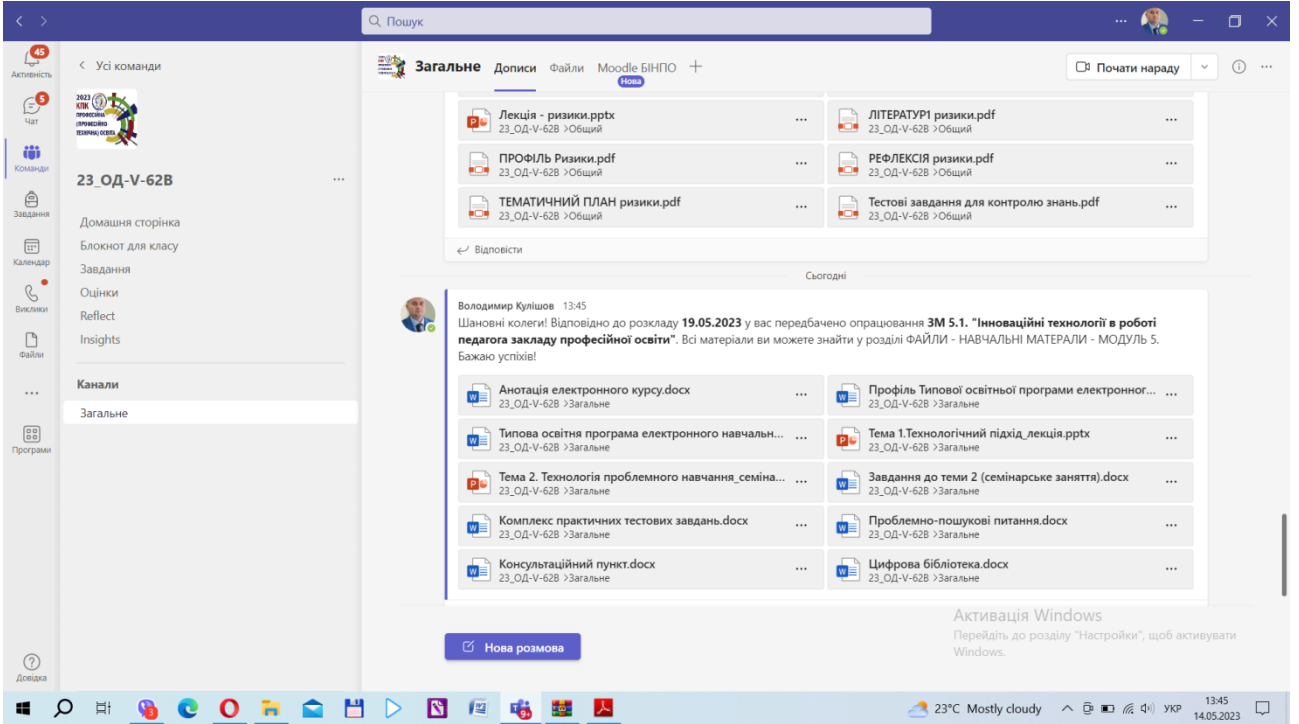 Пошук
45
Активність
9
Чат
Команди
Завдання
Календар
Виклики
Файли
Програми
Довідка
Усі команди
2023
КПК
ПРОФЕСІЙНА
(ПРОФЕСІЙНО
ТЕХНІЧНА) ОСВІТА
23_ОД-V-62В
Домашня сторінка
Блокнот для класу
Завдання
Оцінки
Reflect
Insights
Канали
Загальне
Загальне Дописи Файли Moodle БІНПО
Нова
Почати нараду
Лекція - ризики.pptx
23_ОД-V-62В >Общий
ЛІТЕРАТУР1 ризики.pdf
23_ОД-V-62В >Общий
ПРОФІЛЬ Ризики.pdf
23_ОД-V-62В >Общий
РЕФЛЕКСІЯ ризики.pdf
23_ОД-V-62В >Общий
ТЕМАТИЧНИЙ ПЛАН ризики.pdf
23_ОД-V-62В >Общий
Тестові завдання для контролю знань.pdf
23_ОД-V-62В >Общий
Відповісти
Сьогодні
Володимир Кулішов 13:45
Шановні колеги! Відповідно до розкладу 19.05.2023 у вас передбачено опрацювання ЗМ 5.1. "Інноваційні технології в роботі
педагога закладу професійної освіти". Всі матеріали ви можете знайти у розділі ФАЙЛИ - НАВЧАЛЬНІ МАТЕРАЛИ - МОДУЛЬ 5.
Бажаю успіхів!
Анотація електронного курсу.docx
23_ОД-V-62В >Загальне
Профіль Типової освітньої програми електронног...
23_ОД-V-62В >Загальне
Типова освітня програма електронного навчальн...
23_ОД-V-62В >Загальне
Тема 1.Технологічний підхід_лекція.pptx
23_ОД-V-62В >Загальне
Тема 2. Технологія проблемного навчання_семіна...
23_ОД-V-62В >Загальне
Завдання до теми 2 (семінарське заняття).docx
23_ОД-V-62В >Загальне
Комплекс практичних тестових завдань.docx
23_ОД-V-62В >Загальне
Проблемно-пошукові питання.docx
23_ОД-V-62В >Загальне
Консультаційний пункт.docx
23_ОД-V-62В >Загальне
Цифрова бібліотека.docx
23_ОД-V-62В >Загальне
Нова розмова
Активація Windows
Перейдіть до розділу "Настройки", щоб активувати
Windows.
3
9+
23°C Mostly cloudy
УКР
13:45
14.05.2023